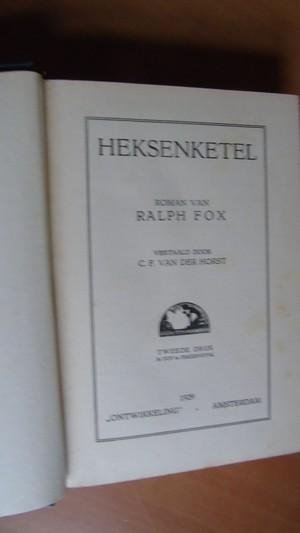 HEKSENKETEL
ROMAN VAN
RALPH FOX
VERTAALD DOOR
C. P. VAN DER HORST
TWEEDE DRUK
1929
„ONTWIKKELING" - AMSTERDAM